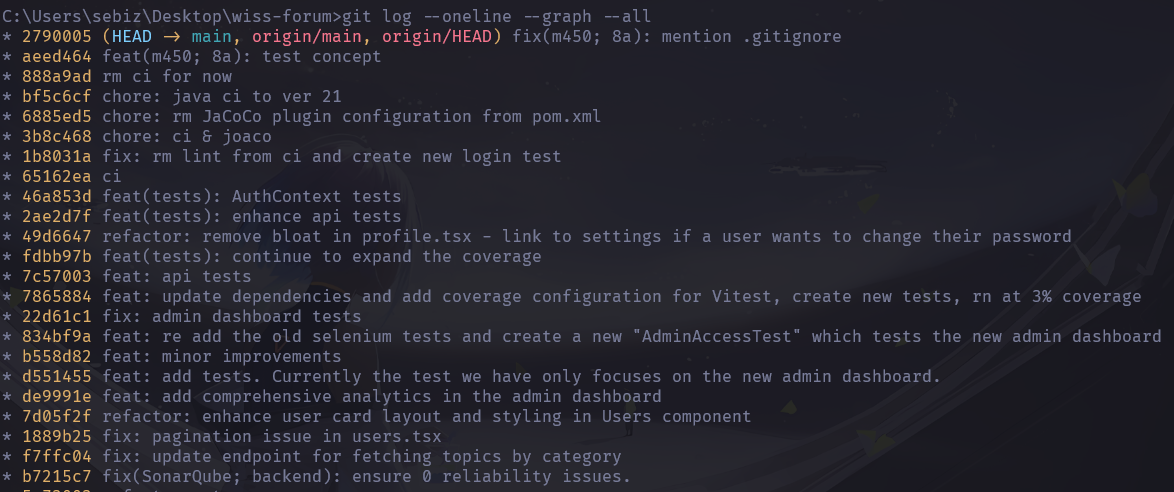 C:\Users\sebiz\Desktop\wiss-forum>git log --oneline --graph --all
* 2790005 (HEAD -> main, origin/main, origin/HEAD) fix(m450; 8a): mention .gitignore
* aeed464 feat(m450; 8a): test concept
* 888a9ad rm ci for now
* bf5c6cf chore: java ci to ver 21
* 6885ed5 chore: rm JaCoCo plugin configuration from pom.xml
* 3b8c468 chore: ci & joaco
* 1b8031a fix: rm lint from ci and create new login test
* 65162ea ci
* 46a853d feat(tests): AuthContext tests
* 2ae2d7f feat(tests): enhance api tests
* 49d6647 refactor: remove bloat in profile.tsx - link to settings if a user wants to change their password
* fdbb97b feat(tests): continue to expand the coverage
* 7c57003 feat: api tests
* 7865884 feat: update dependencies and add coverage configuration for Vitest, create new tests, rn at 3% coverage
* 22d61c1 fix: admin dashboard tests
* 834bf9a feat: re add the old selenium tests and create a new "AdminAccessTest" which tests the new admin dashboard
* b558d82 feat: minor improvements
* d551455 feat: add tests. Currently the test we have only focuses on the new admin dashboard.
* de9991e feat: add comprehensive analytics in the admin dashboard
* 7d05f2f refactor: enhance user card layout and styling in Users component
* 1889b25 fix: pagination issue in users.tsx
* f7ffc04 fix: update endpoint for fetching topics by category
* b7215c7 fix(SonarQube; backend): ensure 0 reliability issues.